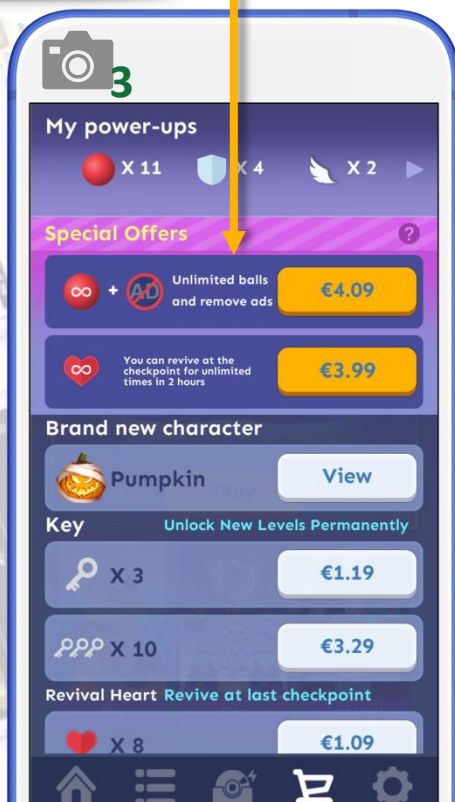 3
My power-ups
X 11 X 4 X 2
Special Offers ?
∞ + AD Unlimited balls and remove ads €4.09
∞ You can revive at the checkpoint for unlimited times in 2 hours €3.99
Brand new character
Pumpkin View
Key Unlock New Levels Permanently
X 3 €1.19
X 10 €3.29
Revival Heart Revive at last checkpoint
X 8 €1.09